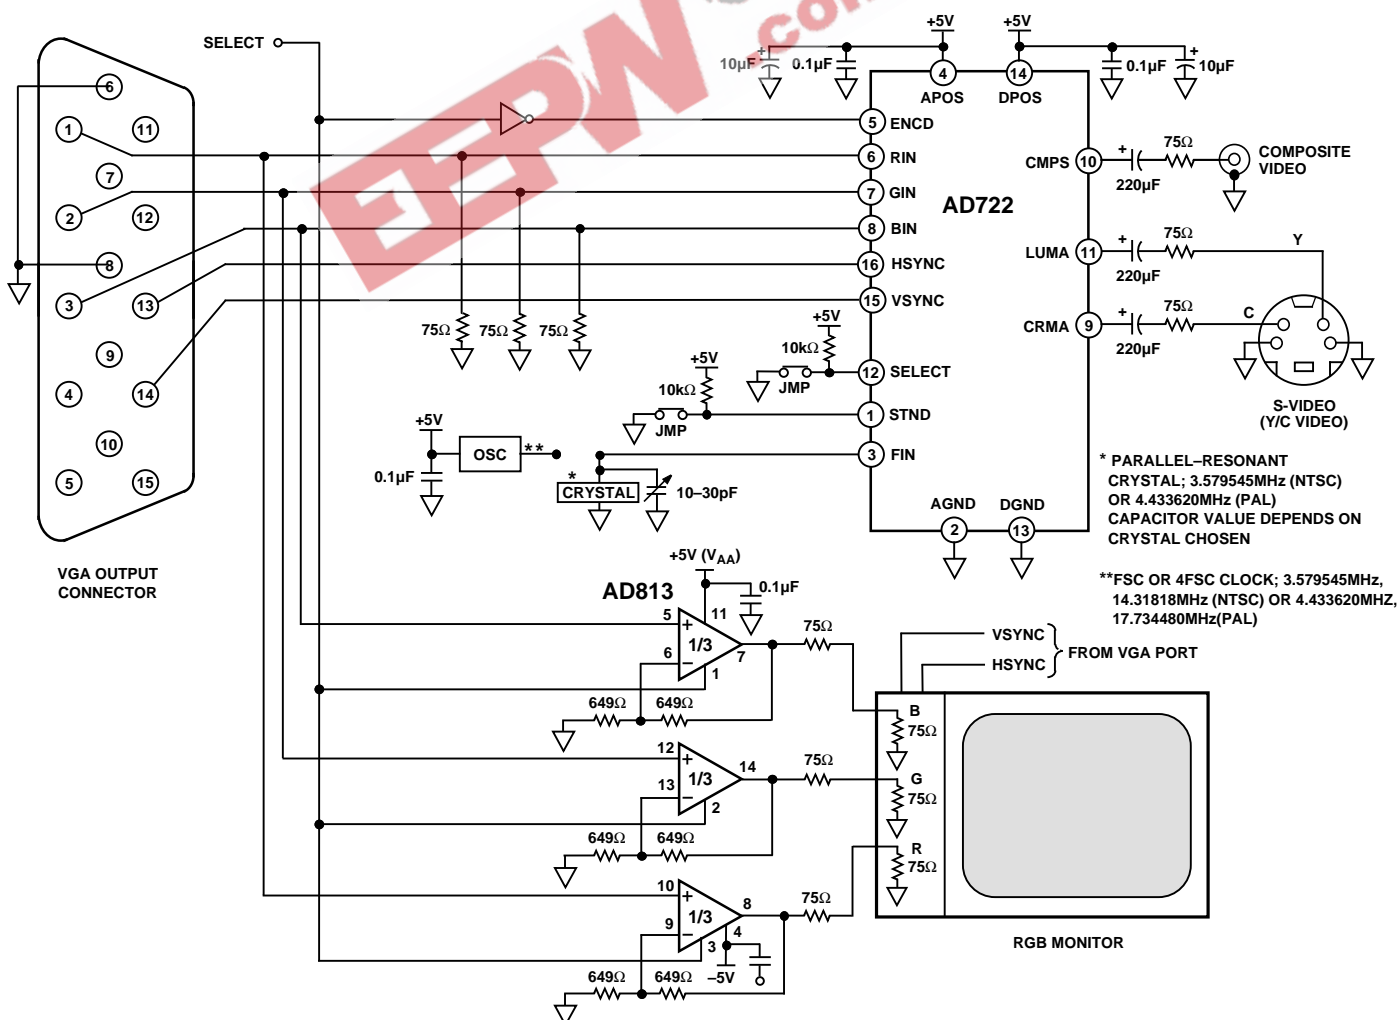 EEPW.com
SELECT
+5V
+5V
10µF
+
0.1µF
4
14
0.1µF
+
10µF
APOS
DPOS
6
1
11
7
2
12
8
3
13
9
4
14
10
5
15
VGA OUTPUT
CONNECTOR
5 ENCD
6 RIN
7 GIN
8 BIN
16 HSYNC
15 VSYNC
12 SELECT
1 STND
3 FIN
AD722
CMPS 10
LUMA 11
CRMA 9
AGND
DGND
2
13
+
220µF
75Ω
COMPOSITE
VIDEO
+
220µF
75Ω
Y
+
220µF
75Ω
C
S-VIDEO
(Y/C VIDEO)
75Ω
75Ω
75Ω
+5V
10kΩ
JMP
+5V
10kΩ
JMP
+5V
0.1µF
OSC
**
*
CRYSTAL
10–30pF
* PARALLEL–RESONANT
CRYSTAL; 3.579545MHz (NTSC)
OR 4.433620MHz (PAL)
CAPACITOR VALUE DEPENDS ON
CRYSTAL CHOSEN
**FSC OR 4FSC CLOCK; 3.579545MHz,
14.31818MHz (NTSC) OR 4.433620MHZ,
17.734480MHz(PAL)
+5V (VAA)
AD813
0.1µF
5
+
11
1/3
6
–
7
1
75Ω
649Ω
649Ω
12
+
14
1/3
13
–
2
75Ω
649Ω
649Ω
10
+
8
1/3
9
–
4
3
–5V
75Ω
649Ω
649Ω
VSYNC
HSYNC
FROM VGA PORT
B
75Ω
G
75Ω
R
75Ω
RGB MONITOR